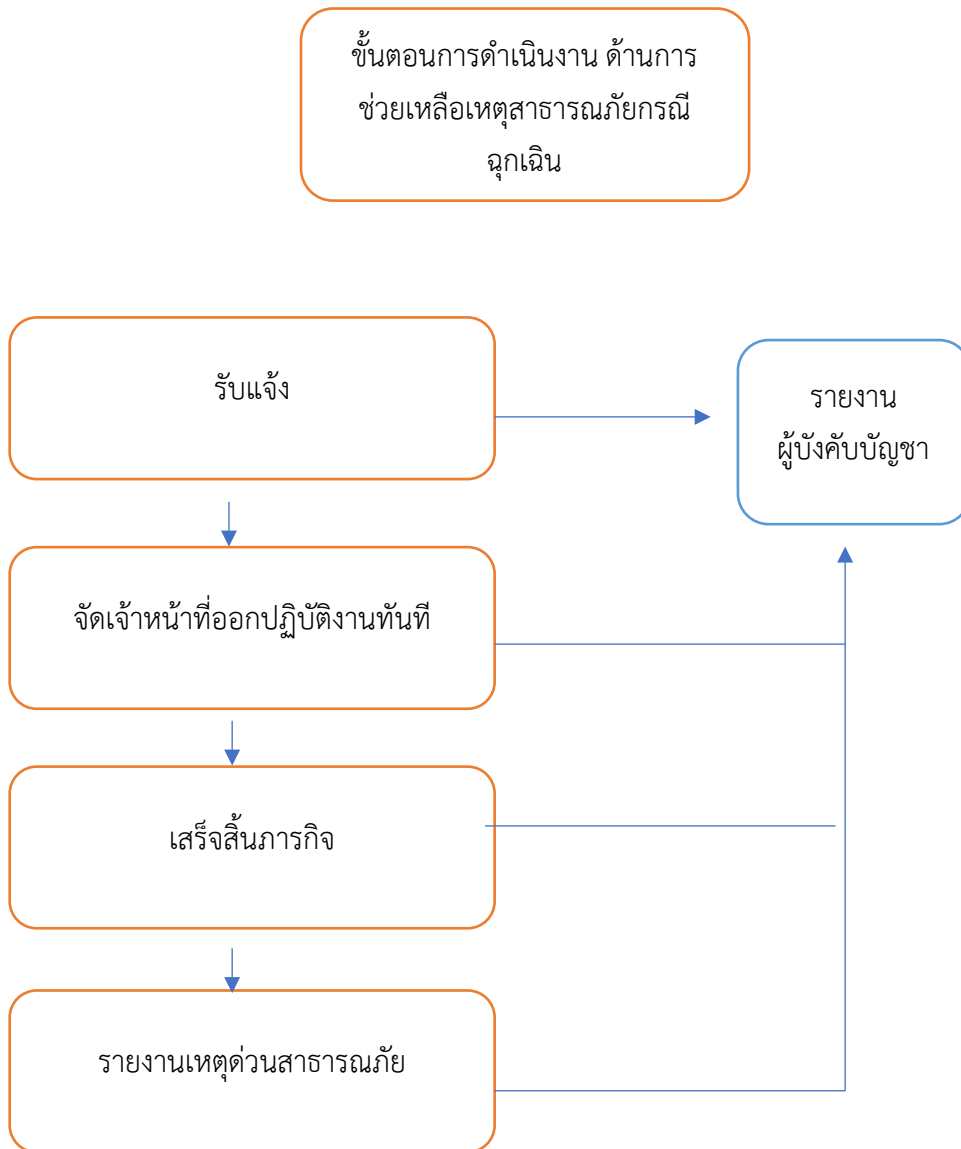 ขั้นตอนการดำเนินงาน ด้านการ
ช่วยเหลือเหตุสาธารณภัยกรณี
ฉุกเฉิน
รับแจ้ง
รายงาน
ผู้บังคับบัญชา
จัดเจ้าหน้าที่ออกปฏิบัติงานทันที
เสร็จสิ้นภารกิจ
รายงานเหตุด่วนสาธารณภัย